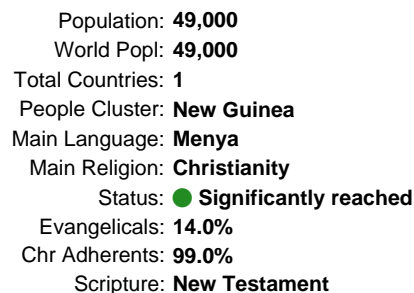 Population: 49,000
World Popl: 49,000
Total Countries: 1
People Cluster: New Guinea
Main Language: Menya
Main Religion: Christianity
Status: Significantly reached
Evangelicals: 14.0%
Chr Adherents: 99.0%
Scripture: New Testament